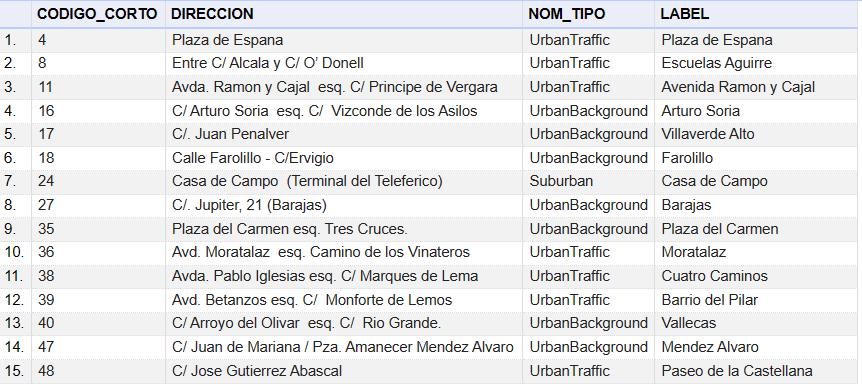 CODIGO_CORTO DIRECCION NOM_TIPO LABEL
1. 4 Plaza de Espana UrbanTraffic Plaza de Espana
2. 8 Entre C/ Alcala y C/ O’ Donell UrbanTraffic Escuelas Aguirre
3. 11 Avda. Ramon y Cajal esq. C/ Principe de Vergara UrbanTraffic Avenida Ramon y Cajal
4. 16 C/ Arturo Soria esq. C/ Vizconde de los Asilos UrbanBackground Arturo Soria
5. 17 C/. Juan Penalver UrbanBackground Villaverde Alto
6. 18 Calle Farolillo - C/Ervigio UrbanBackground Farolillo
7. 24 Casa de Campo (Terminal del Teleferico) Suburban Casa de Campo
8. 27 C/. Jupiter, 21 (Barajas) UrbanBackground Barajas
9. 35 Plaza del Carmen esq. Tres Cruces. UrbanBackground Plaza del Carmen
10. 36 Avd. Moratalaz esq. Camino de los Vinateros UrbanTraffic Moratalaz
11. 38 Avda. Pablo Iglesias esq. C/ Marques de Lema UrbanTraffic Cuatro Caminos
12. 39 Avd. Betanzos esq. C/ Monforte de Lemos UrbanTraffic Barrio del Pilar
13. 40 C/ Arroyo del Olivar esq. C/ Rio Grande. UrbanBackground Vallecas
14. 47 C/ Juan de Mariana / Pza. Amanecer Mendez Alvaro UrbanBackground Mendez Alvaro
15. 48 C/ Jose Gutierrez Abascal UrbanTraffic Paseo de la Castellana